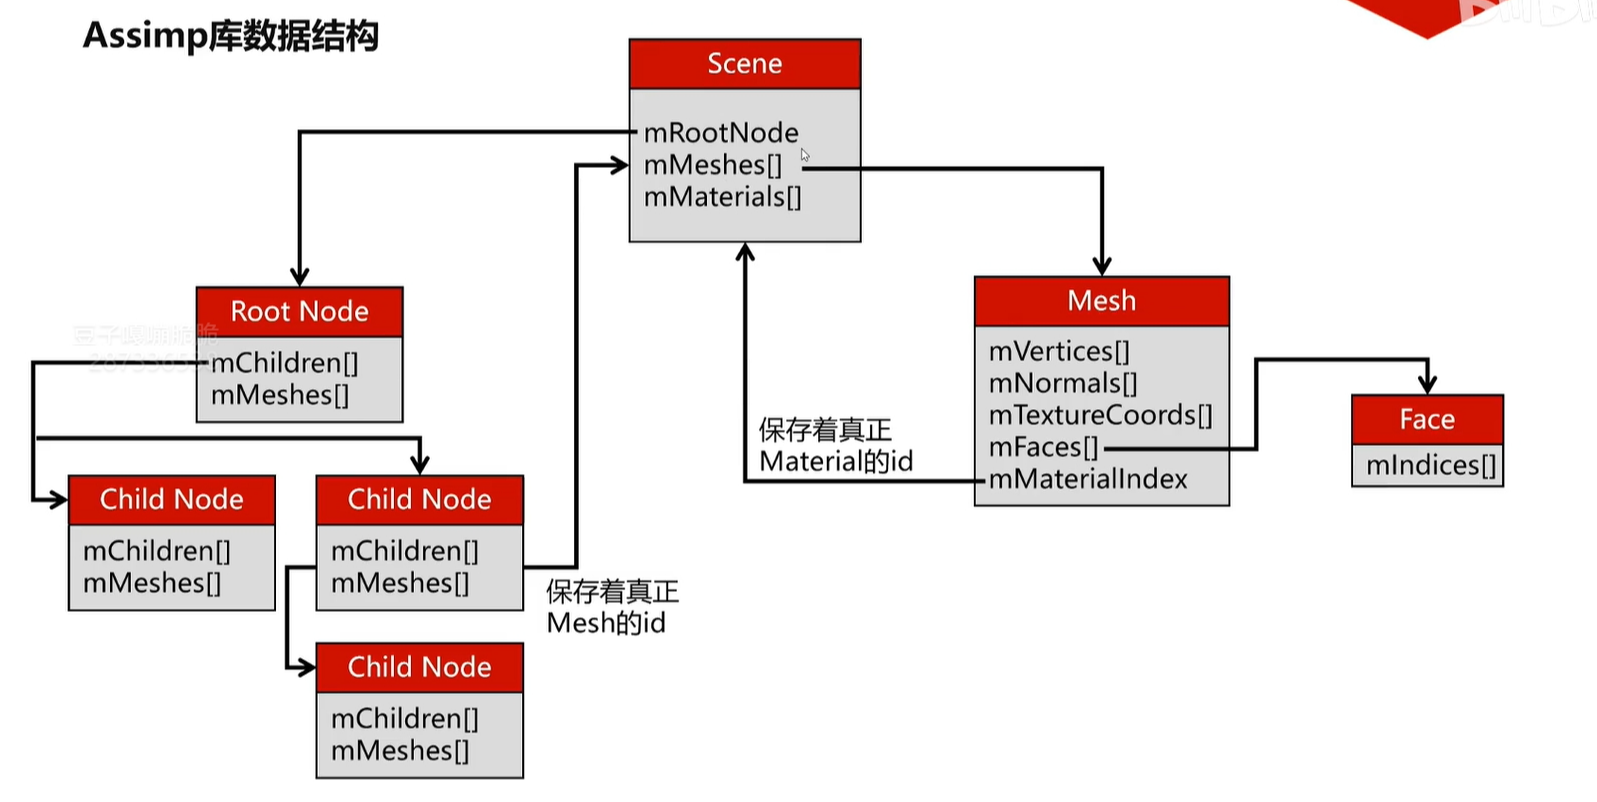 Assimp库数据结构
Scene
mRootNode
mMeshes[]
mMaterials[]
Root Node
mChildren[]
mMeshes[]
Mesh
mVertices[]
mNormals[]
mTextureCoords[]
mFaces[]
mMaterialIndex
Face
mIndices[]
保存着真正
Material的id
Child Node
mChildren[]
mMeshes[]
Child Node
mChildren[]
mMeshes[]
保存着真正
Mesh的id
Child Node
mChildren[]
mMeshes[]